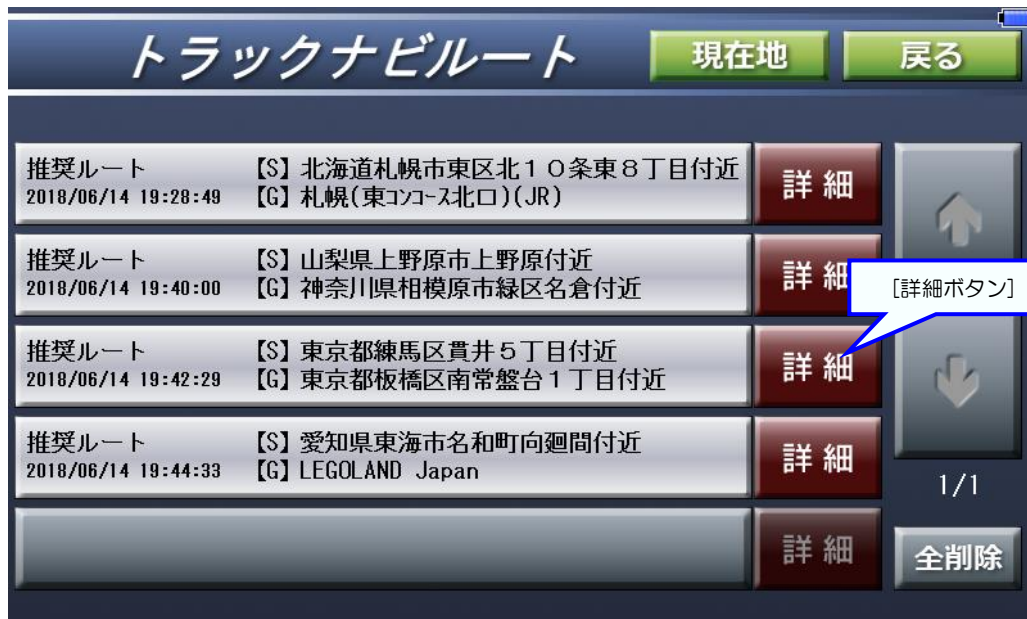 トラックナビルート 現在地 戻る
推奨ルート 【S】北海道札幌市東区北１０条東８丁目付近 詳細
2018/06/14 19:28:49 【G】札幌(東ｺﾝｺｰｽ北口)(JR)
推奨ルート 【S】山梨県上野原市上野原付近 詳細
2018/06/14 19:40:00 【G】神奈川県相模原市緑区名倉付近
[詳細ボタン]
推奨ルート 【S】東京都練馬区貫井５丁目付近 詳細
2018/06/14 19:42:29 【G】東京都板橋区南常盤台１丁目付近
推奨ルート 【S】愛知県東海市名和町向廻間付近 詳細
2018/06/14 19:44:33 【G】LEGOLAND Japan
1/1
詳細 全削除